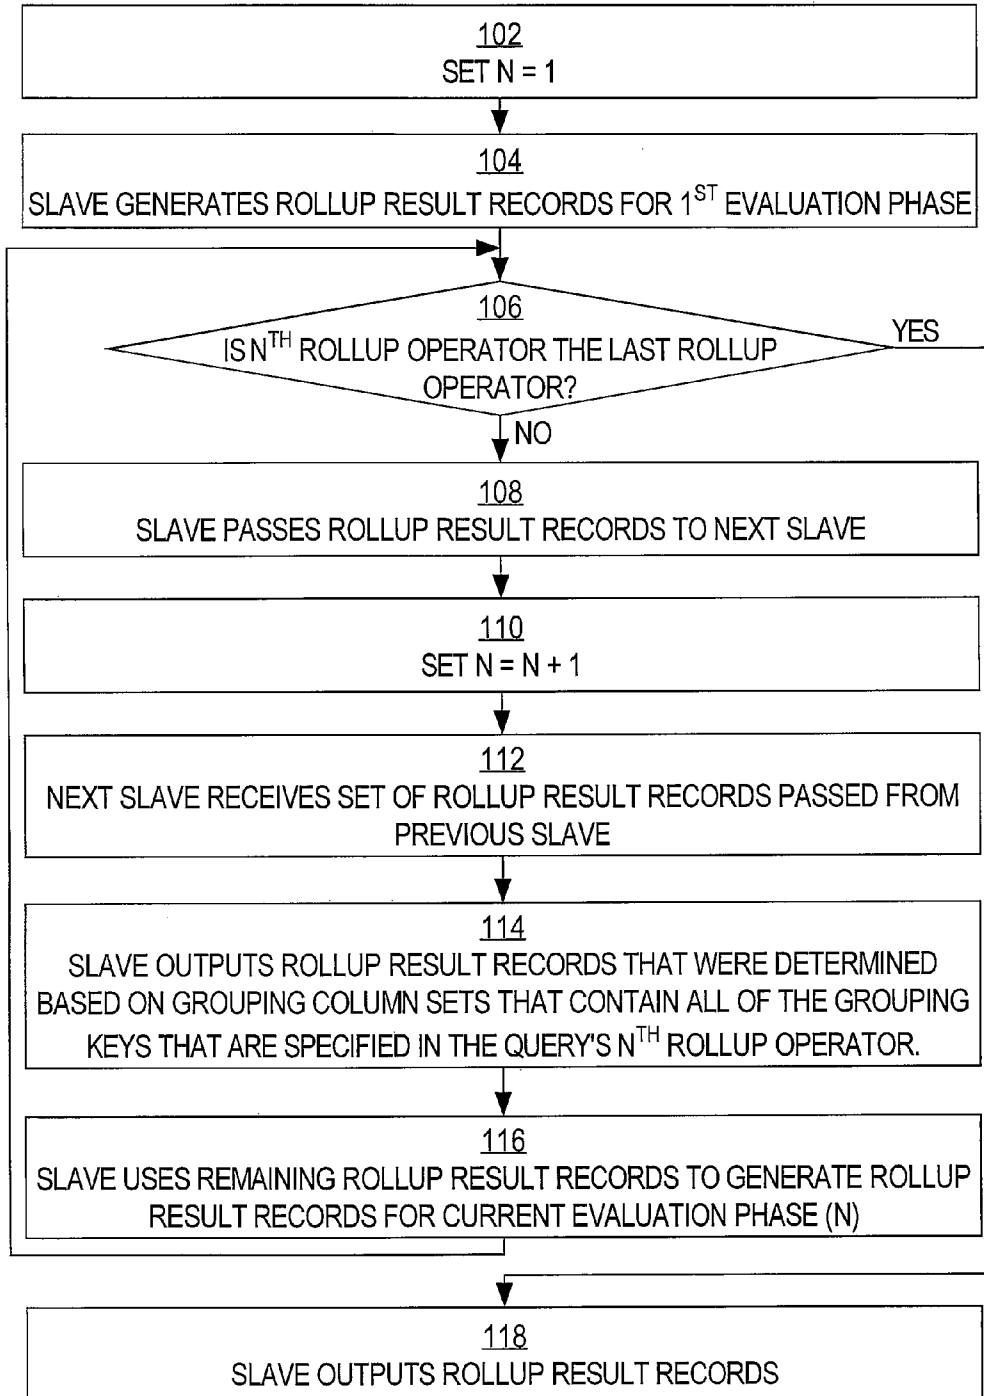 102
SET N = 1
104
SLAVE GENERATES ROLLUP RESULT RECORDS FOR 1ST EVALUATION PHASE
106
IS NTH ROLLUP OPERATOR THE LAST ROLLUP
OPERATOR?
YES
NO
108
SLAVE PASSES ROLLUP RESULT RECORDS TO NEXT SLAVE
110
SET N = N + 1
112
NEXT SLAVE RECEIVES SET OF ROLLUP RESULT RECORDS PASSED FROM
PREVIOUS SLAVE
114
SLAVE OUTPUTS ROLLUP RESULT RECORDS THAT WERE DETERMINED
BASED ON GROUPING COLUMN SETS THAT CONTAIN ALL OF THE GROUPING
KEYS THAT ARE SPECIFIED IN THE QUERY'S NTH ROLLUP OPERATOR.
116
SLAVE USES REMAINING ROLLUP RESULT RECORDS TO GENERATE ROLLUP
RESULT RECORDS FOR CURRENT EVALUATION PHASE (N)
118
SLAVE OUTPUTS ROLLUP RESULT RECORDS